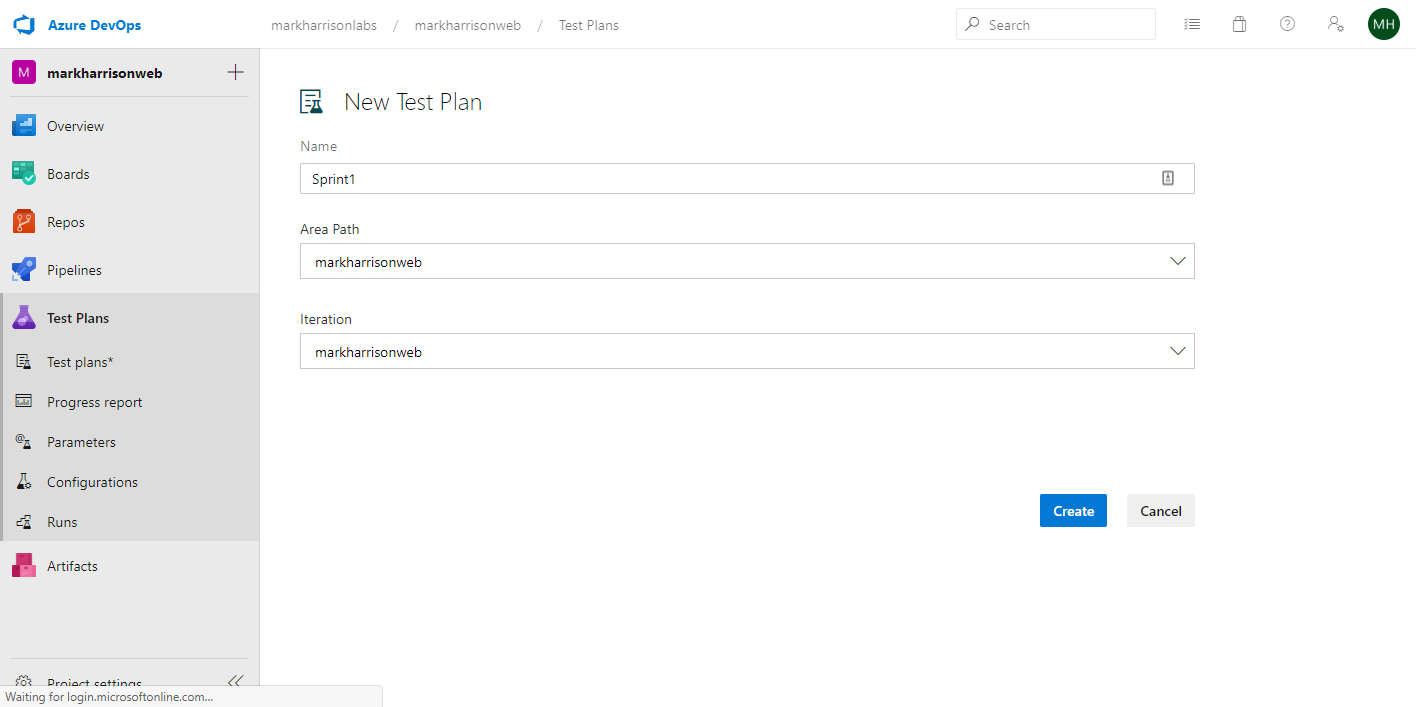 Azure DevOps
markharrisonlabs / markharrisonweb / Test Plans
Search
MH
M markharrisonweb
Overview
Boards
Repos
Pipelines
Test Plans
Test plans*
Progress report
Parameters
Configurations
Runs
Artifacts
Project settings
Waiting for login.microsoftonline.com...
New Test Plan
Name
Sprint1
Area Path
markharrisonweb
Iteration
markharrisonweb
Create Cancel